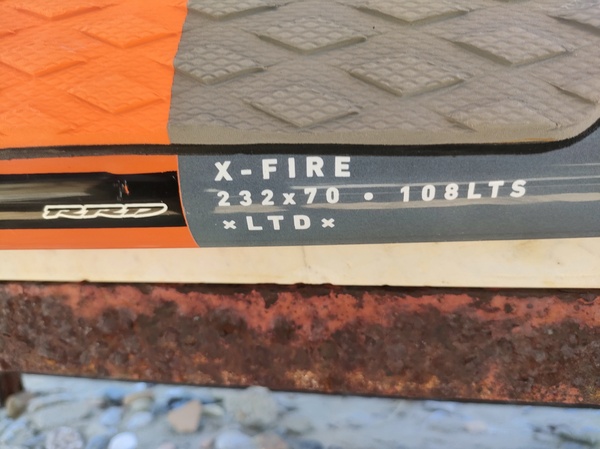 X-FIRE
232x70 • 108LTS
×LTD×
RRD